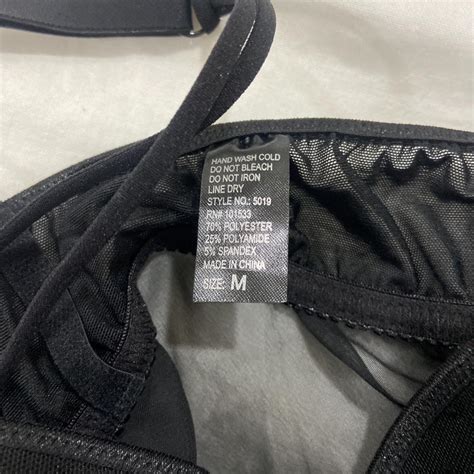 HAND WASH COLD
DO NOT BLEACH
DO NOT IRON
LINE DRY
STYLE NO.: 5019
RN# 101533
70% POLYESTER
25% POLYAMIDE
5% SPANDEX
MADE IN CHINA
SIZE: M